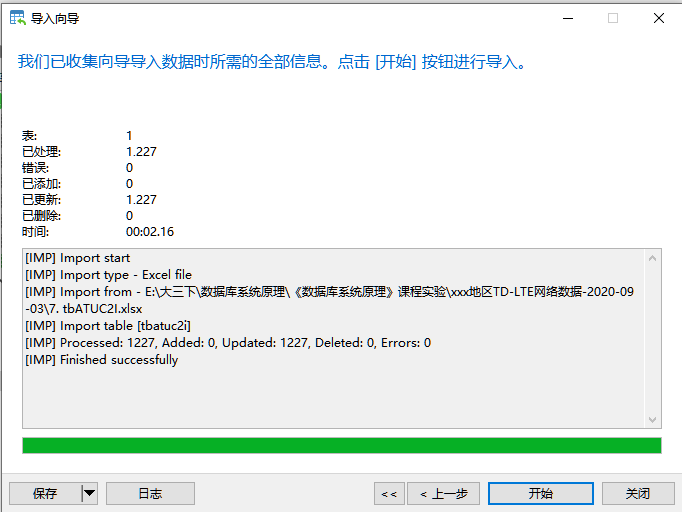 导入向导
我们已收集向导导入数据时所需的全部信息。点击 [开始] 按钮进行导入。
表: 1
已处理: 1.227
错误: 0
已添加: 0
已更新: 1.227
已删除: 0
时间: 00:02.16
[IMP] Import start
[IMP] Import type - Excel file
[IMP] Import from - E:\大三下\数据库系统原理\《数据库系统原理》课程实验\xxx地区TD-LTE网络数据-2020-09
-03\7. tbATUC2I.xlsx
[IMP] Import table [tbatuc2i]
[IMP] Processed: 1227, Added: 0, Updated: 1227, Deleted: 0, Errors: 0
[IMP] Finished successfully
保存 日志 << < 上一步 开始 关闭